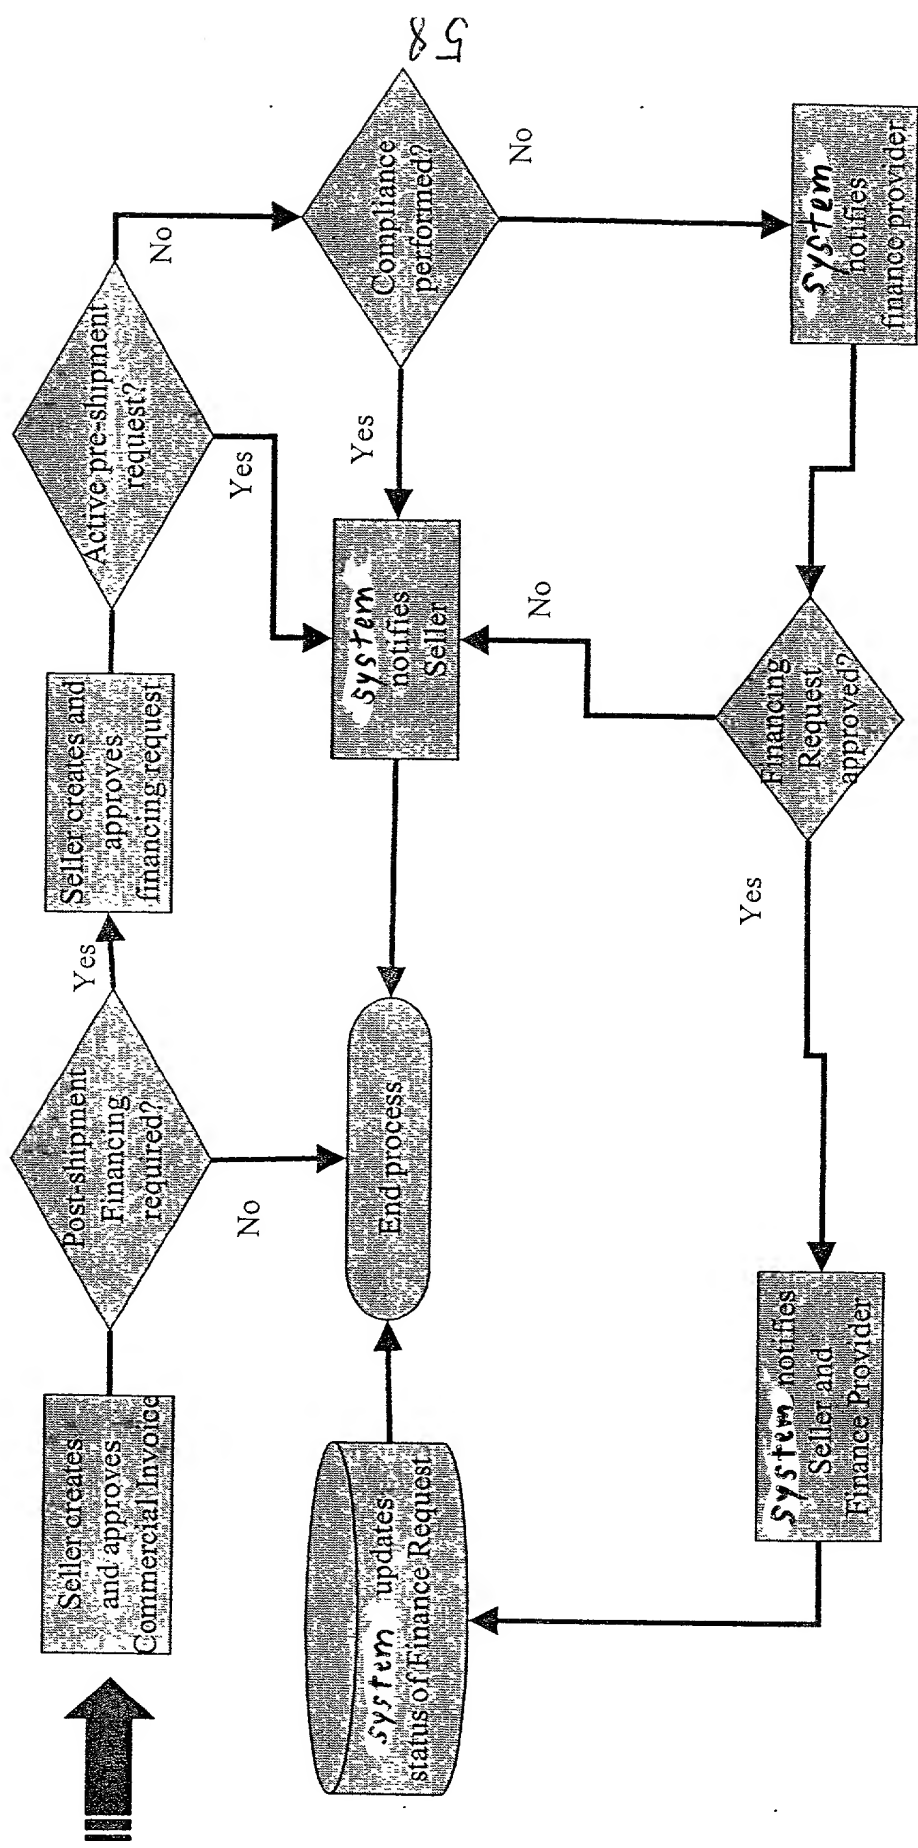 Seller creates
and approves
Commercial Invoice
Post-shipment
Financing
required?
Yes
No
Seller creates and
approves
financing request
Active pre-shipment
request?
No
Yes
Compliance
performed?
Yes
No
58
system
notifies
Seller
End process
system updates
status of Finance Request
system
notifies
finance provider
Financing
Request
approved?
No
Yes
system notifies
Seller and
Finance Provider